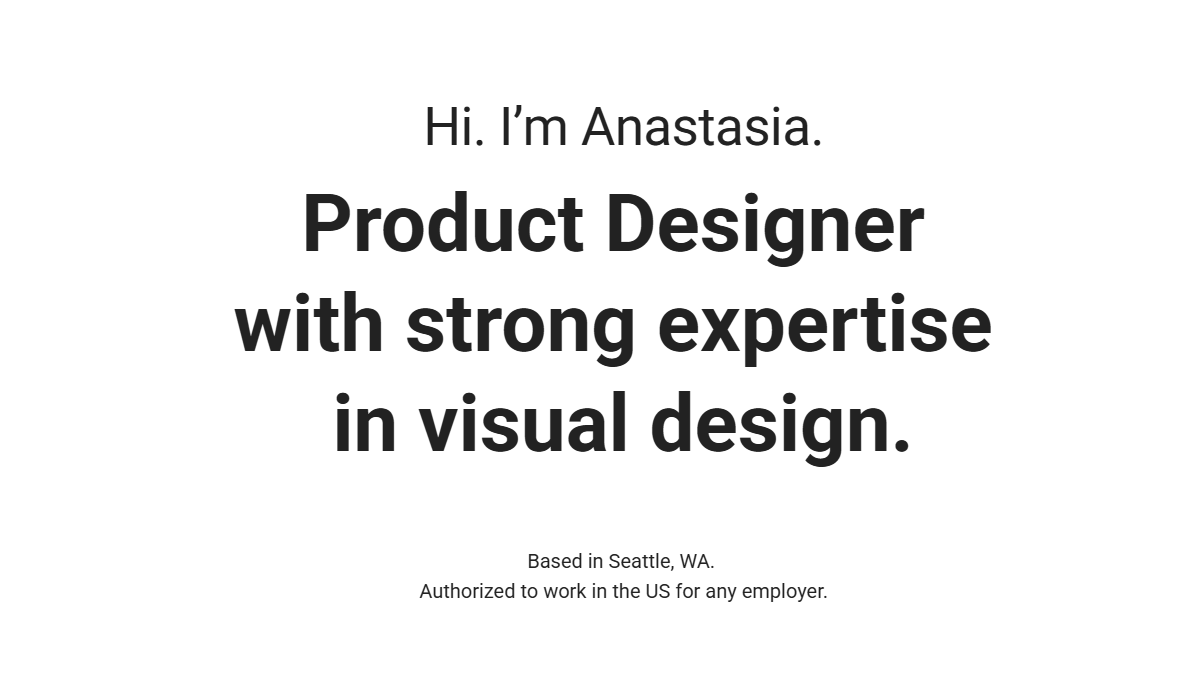 Hi. I’m Anastasia.
Product Designer
with strong expertise
in visual design.
Based in Seattle, WA.
Authorized to work in the US for any employer.